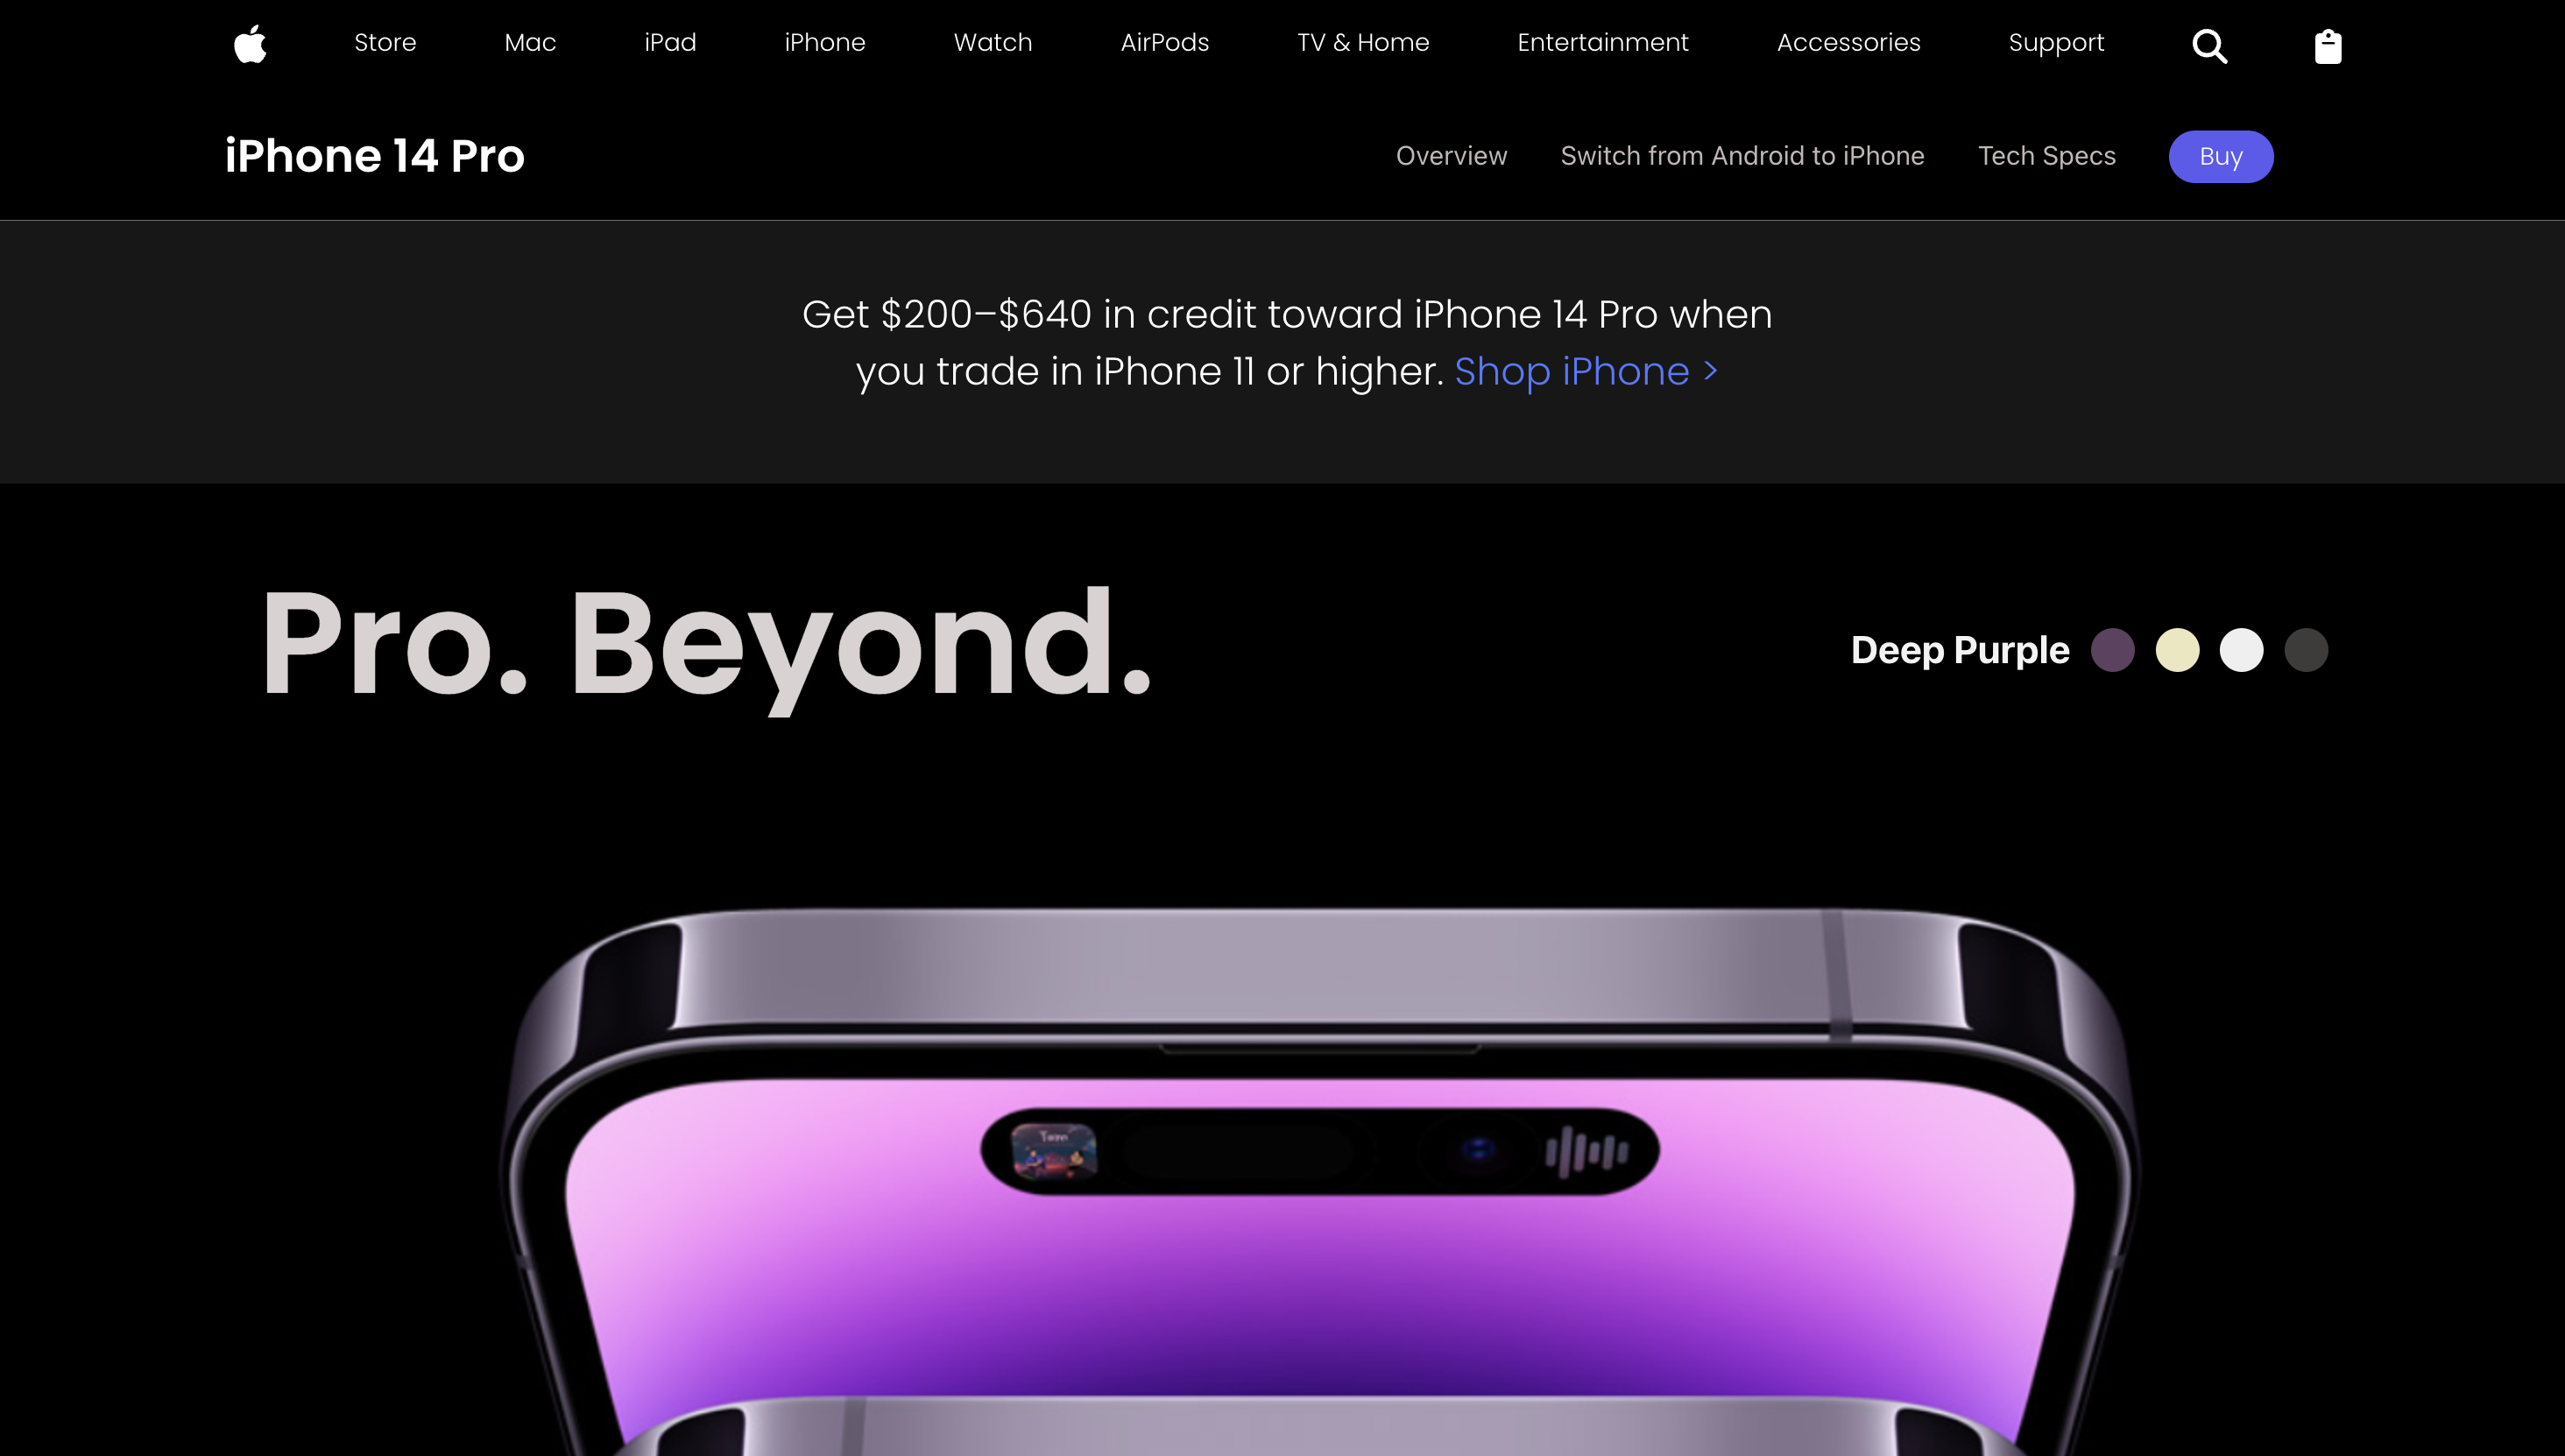 Store Mac iPad iPhone Watch AirPods TV & Home Entertainment Accessories Support
iPhone 14 Pro Overview Switch from Android to iPhone Tech Specs Buy
Get $200–$640 in credit toward iPhone 14 Pro when
you trade in iPhone 11 or higher. Shop iPhone >
Pro. Beyond.
Deep Purple